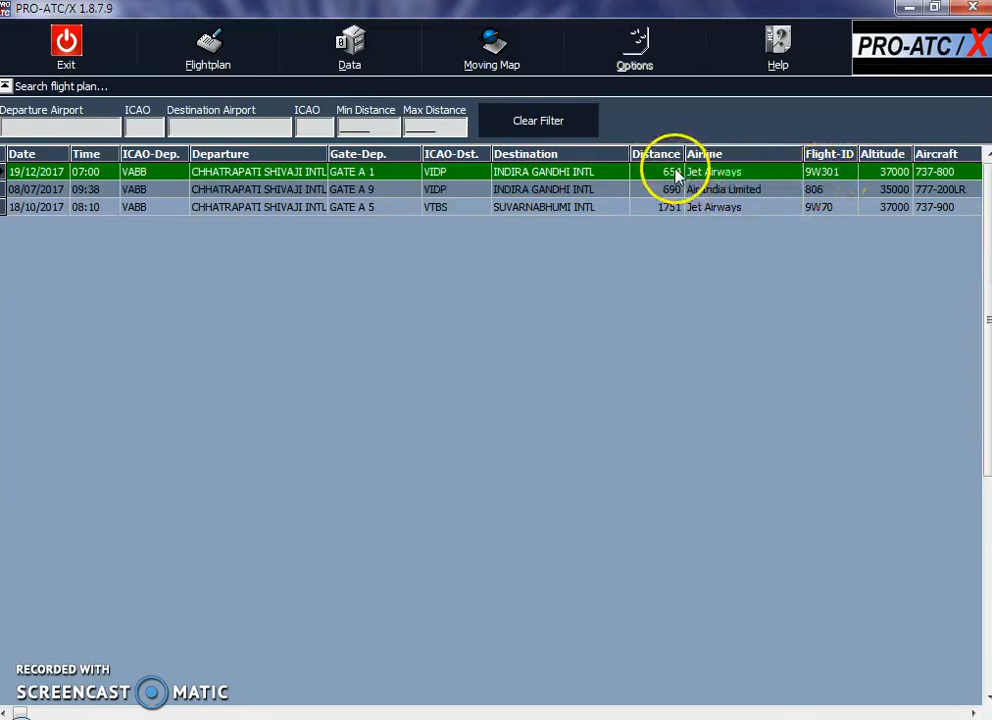 PRO-ATC/X 1.8.7.9
Exit
Flightplan
Data
Moving Map
Options
HELP
Help
PRO-ATC/X
Search flight plan...
Departure Airport ICAO Destination Airport ICAO Min Distance Max Distance
Clear Filter
Date Time ICAO-Dep. Departure Gate-Dep. ICAO-Dst. Destination Distance Airline Flight-ID Altitude Aircraft
19/12/2017 07:00 VABB CHHATRAPATI SHIVAJI INTL GATE A 1 VIDP INDIRA GANDHI INTL Jet Airways 9W301 37000 737-800
08/07/2017 09:38 VABB CHHATRAPATI SHIVAJI INTL GATE A 9 VIDP INDIRA GANDHI INTL 690 Air India Limited 806 35000 777-200LR
18/10/2017 08:10 VABB CHHATRAPATI SHIVAJI INTL GATE A 5 VTBS SUVARNABHUMI INTL 1751 Jet Airways 9W70 37000 737-900
RECORDED WITH
SCREENCAST MATIC